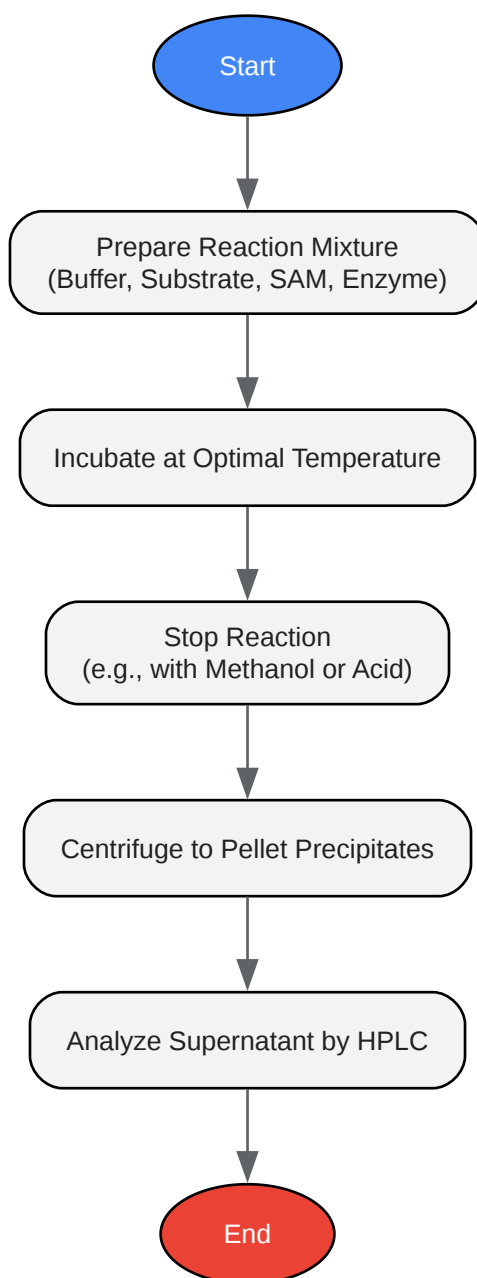 Start
Prepare Reaction Mixture
(Buffer, Substrate, SAM, Enzyme)
Incubate at Optimal Temperature
Stop Reaction
(e.g., with Methanol or Acid)
Centrifuge to Pellet Precipitates
Analyze Supernatant by HPLC
End